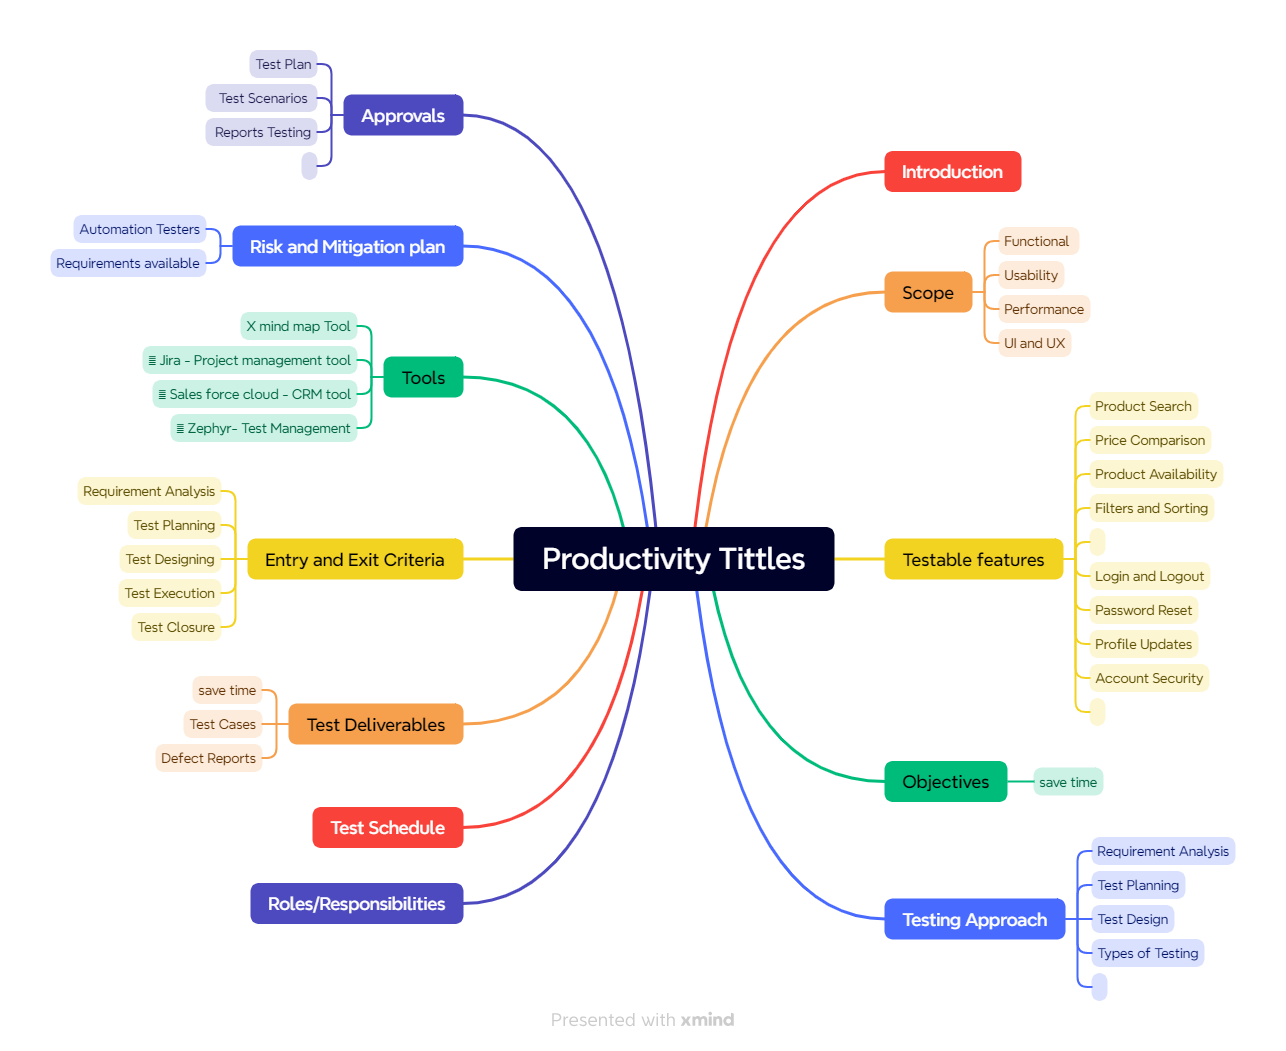 Productivity Tittles
Introduction
Scope
Functional
Usability
Performance
UI and UX
Testable features
Product Search
Price Comparison
Product Availability
Filters and Sorting
Login and Logout
Password Reset
Profile Updates
Account Security
Objectives
save time
Testing Approach
Requirement Analysis
Test Planning
Test Design
Types of Testing
Approvals
Test Plan
Test Scenarios
Reports Testing
Risk and Mitigation plan
Automation Testers
Requirements available
Tools
X mind map Tool
Jira - Project management tool
Sales force cloud - CRM tool
Zephyr- Test Management
Entry and Exit Criteria
Requirement Analysis
Test Planning
Test Designing
Test Execution
Test Closure
Test Deliverables
save time
Test Cases
Defect Reports
Test Schedule
Roles/Responsibilities
Presented with xmind